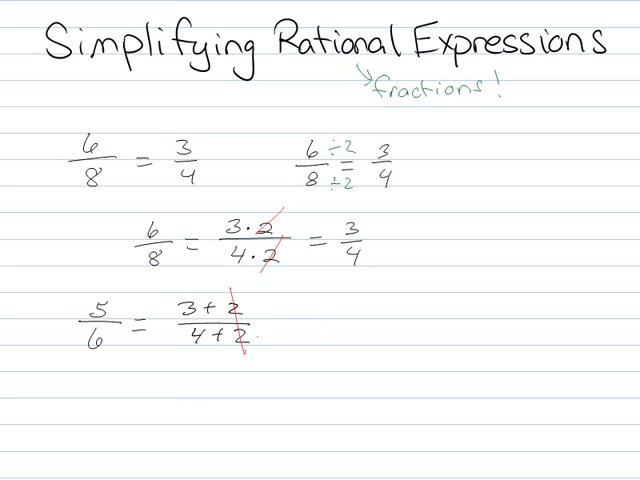 Simplifying Rational Expressions
fractions!
6/8 = 3/4 6 ÷2 / 8 ÷2 = 3/4
6/8 = 3·2 / 4·2 = 3/4
5/6 = 3+2 / 4+2